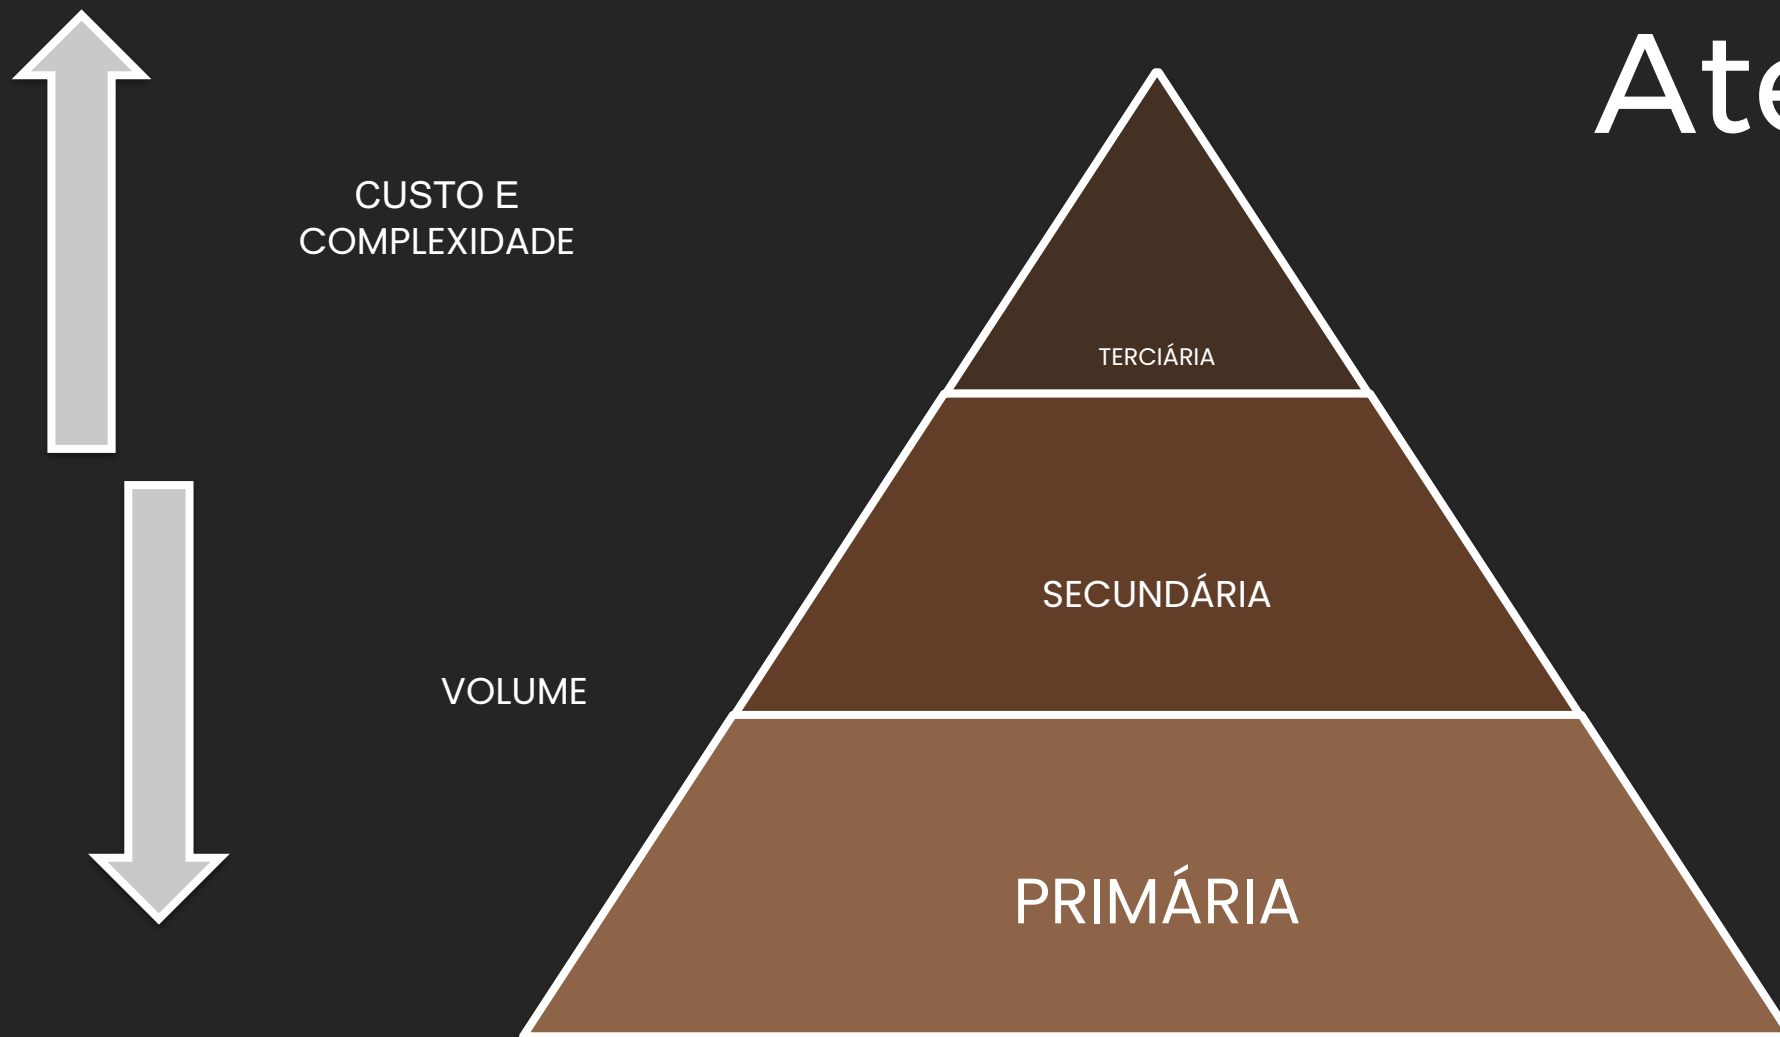 Ate
CUSTO E
COMPLEXIDADE
TERCIÁRIA
SECUNDÁRIA
VOLUME
PRIMÁRIA